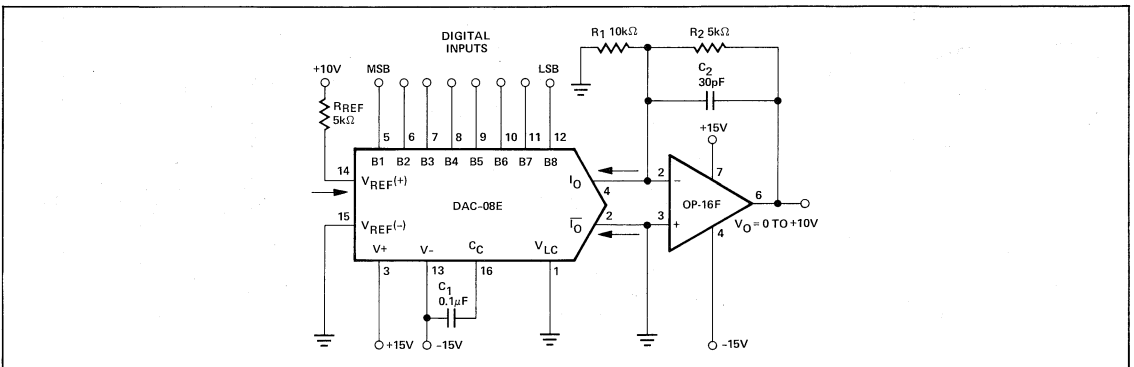 DIGITAL
INPUTS
R1 10kΩ
R2 5kΩ
C2
30pF
+10V
MSB
LSB
RREF
5kΩ
+15V
5
6
7
8
9
10
11
12
B1 B2 B3 B4 B5 B6 B7 B8
14
VREF(+)
IO
4
2
−
7
OP-16F
6
DAC-08E
15
VREF(−)
IO
2
3
+
4
VO = 0 TO +10V
V+
V−
CC
VLC
3
13
16
1
C1
0.1μF
+15V
−15V
−15V